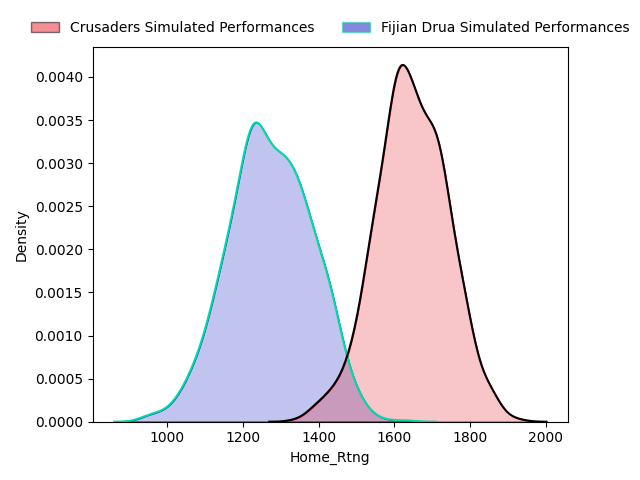 Crusaders Simulated Performances Fijian Drua Simulated Performances
0.0040
0.0035
0.0030
0.0025
0.0020
0.0015
0.0010
0.0005
0.0000
Density
1000 1200 1400 1600 1800 2000
Home_Rtng